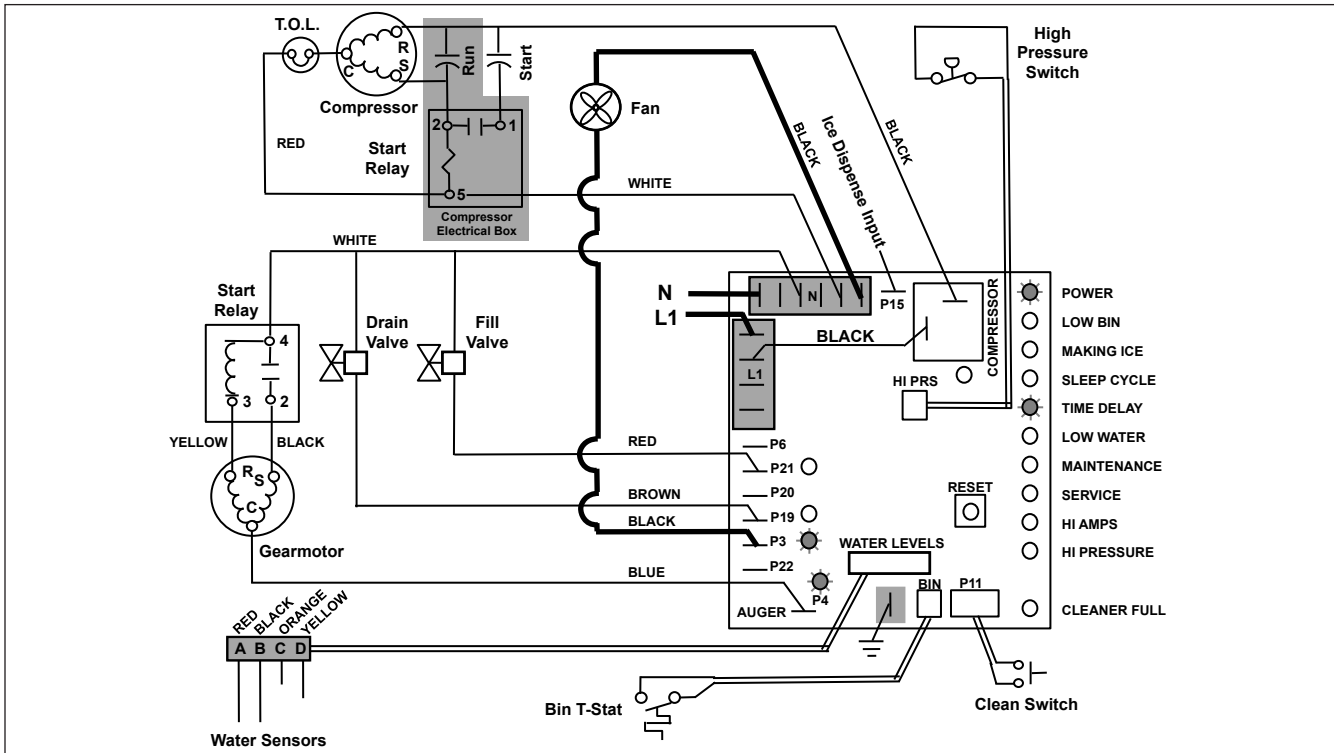 T.O.L.
R
S
C
Compressor
Run
Start
2
1
Start
Relay
5
Compressor
Electrical Box
RED
Fan
BLACK
Ice Dispense Input
BLACK
High
Pressure
Switch
WHITE
WHITE
Start
Relay
4
3
2
YELLOW
BLACK
R
S
C
Gearmotor
Drain
Valve
Fill
Valve
N
L1
N
P15
BLACK
L1
COMPRESSOR
HI PRS
POWER
LOW BIN
MAKING ICE
SLEEP CYCLE
TIME DELAY
LOW WATER
MAINTENANCE
SERVICE
HI AMPS
HI PRESSURE
CLEANER FULL
RED
P6
P21
P20
BROWN
P19
BLACK
P3
P22
BLUE
P4
AUGER
RESET
WATER LEVELS
BIN
P11
RED
BLACK
ORANGE
YELLOW
A B C D
Water Sensors
Bin T-Stat
Clean Switch